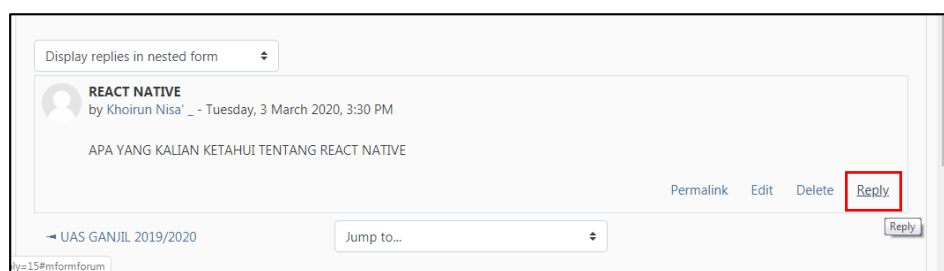 Display replies in nested form
REACT NATIVE
by Khoirun Nisa' _ - Tuesday, 3 March 2020, 3:30 PM
APA YANG KALIAN KETAHUI TENTANG REACT NATIVE
Permalink Edit Delete Reply
◄ UAS GANJIL 2019/2020 Jump to...
Reply
ly=15#mformforum